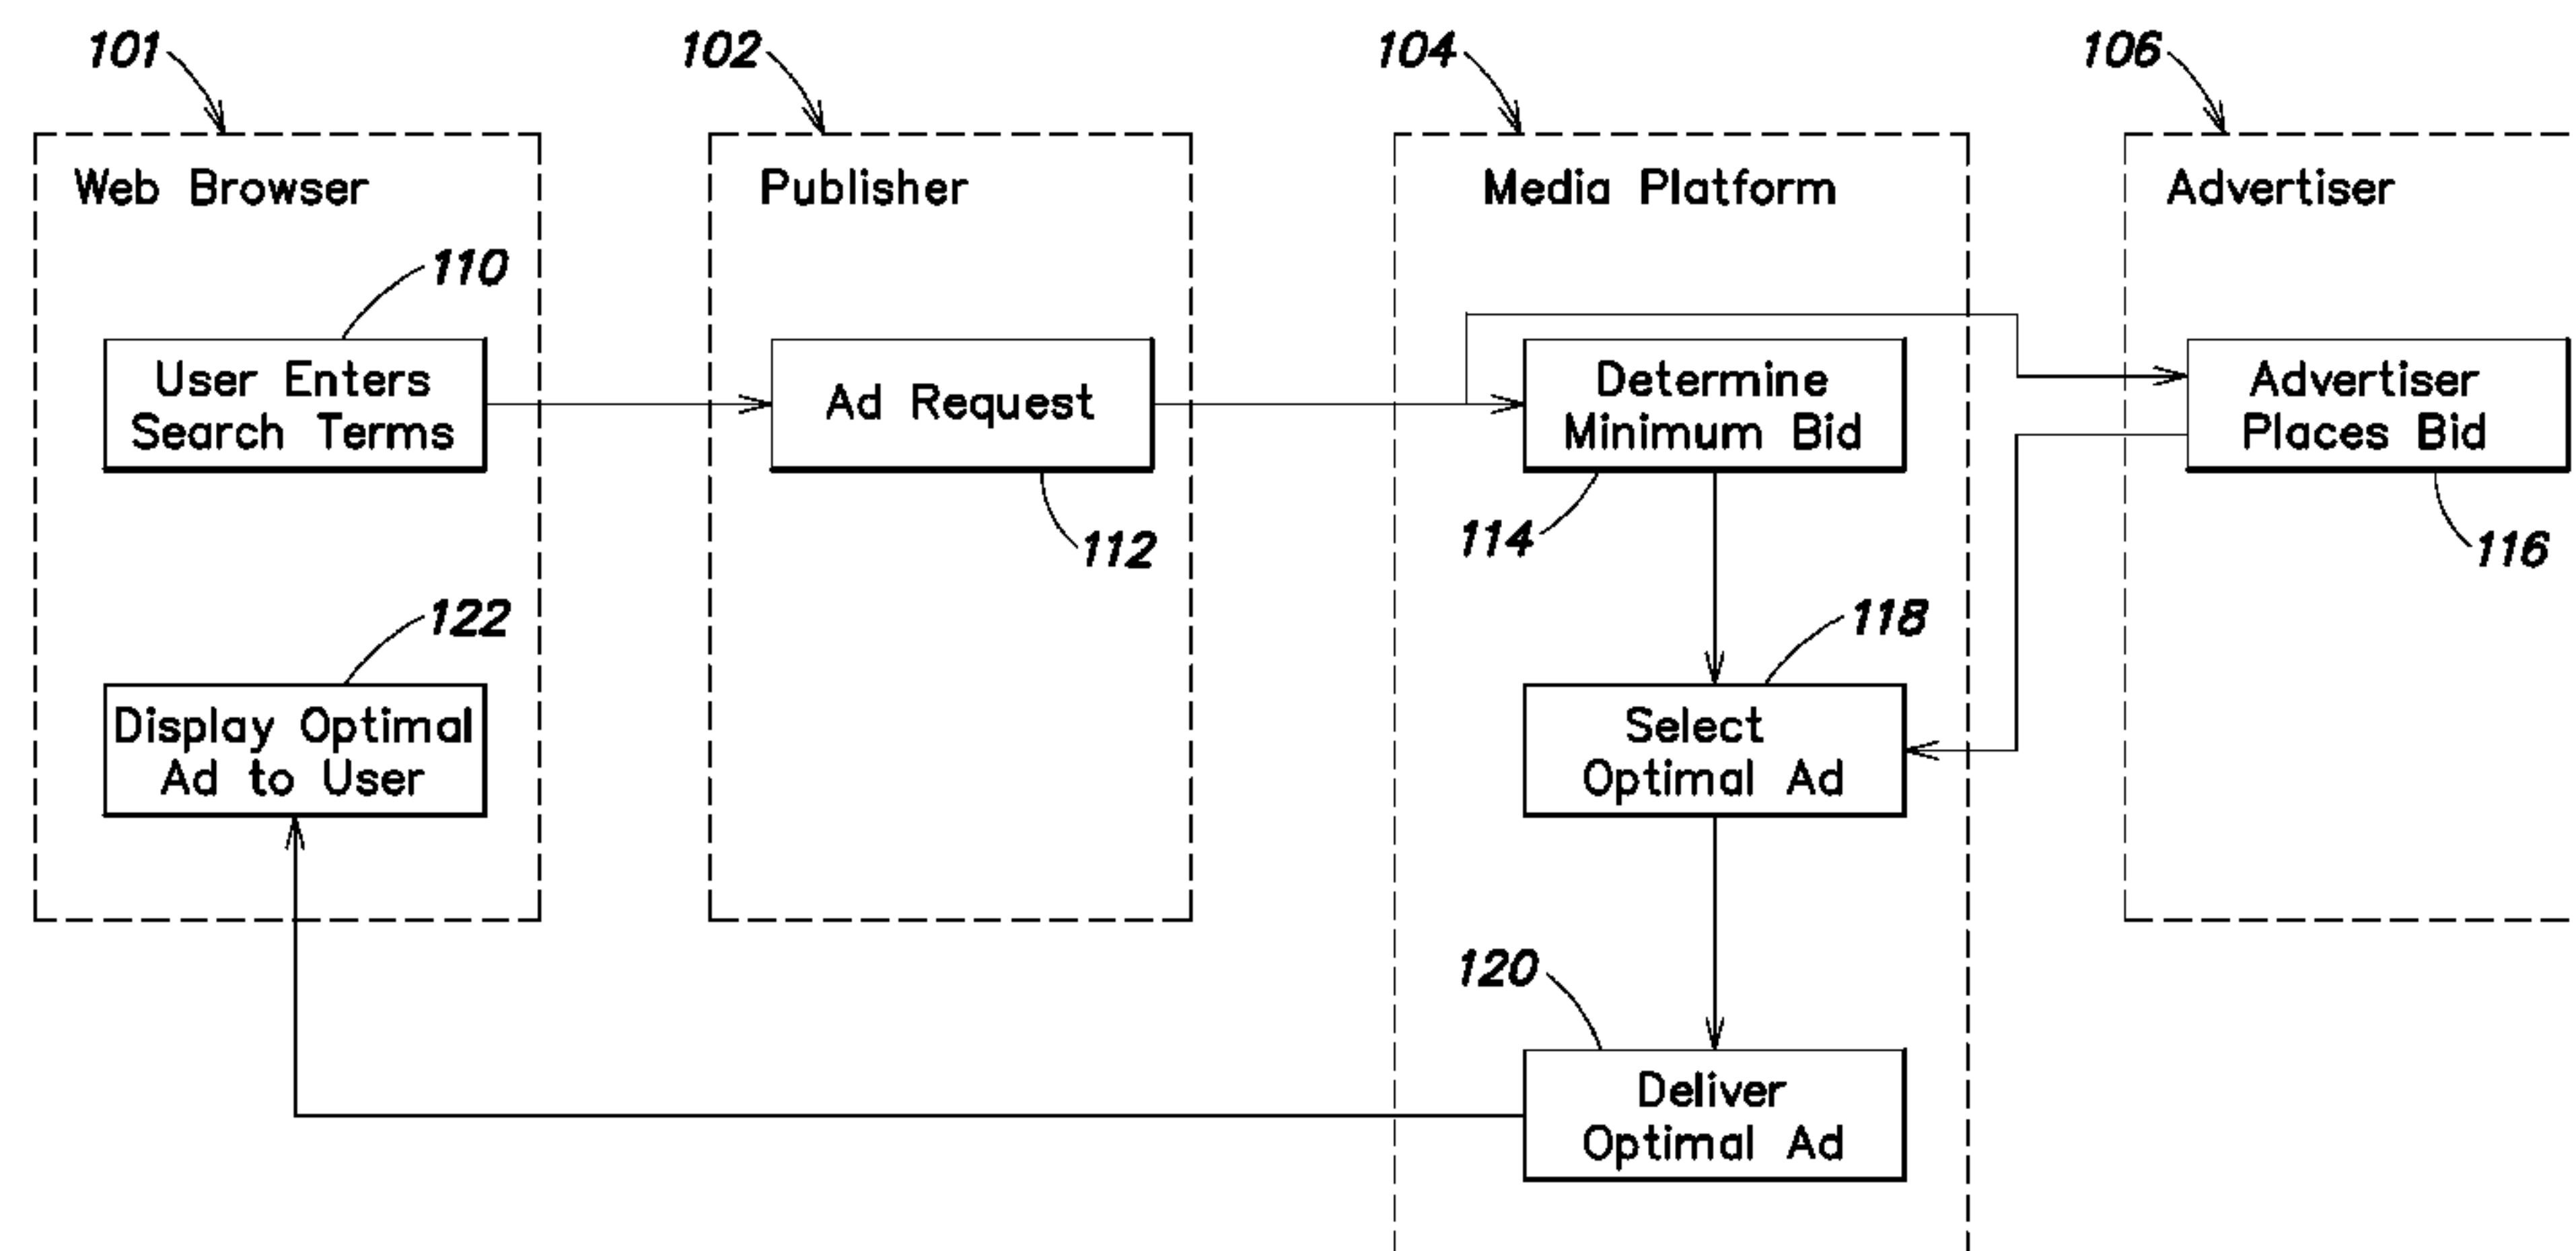 101
102
104
106
Web Browser
Publisher
Media Platform
Advertiser
110
User Enters
Search Terms
Ad Request
112
Determine
Minimum Bid
114
Advertiser
Places Bid
116
122
Display Optimal
Ad to User
118
Select
Optimal Ad
120
Deliver
Optimal Ad